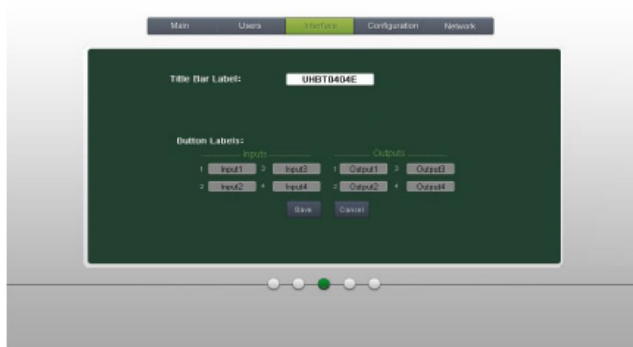 Main Users Interface Configuration Network
Title Bar Label: UHBT0404E
Button Labels:
Inputs Outputs
1 Input1 3 Input3 1 Output1 3 Output3
2 Input2 4 Input4 2 Output2 4 Output4
Save Cancel